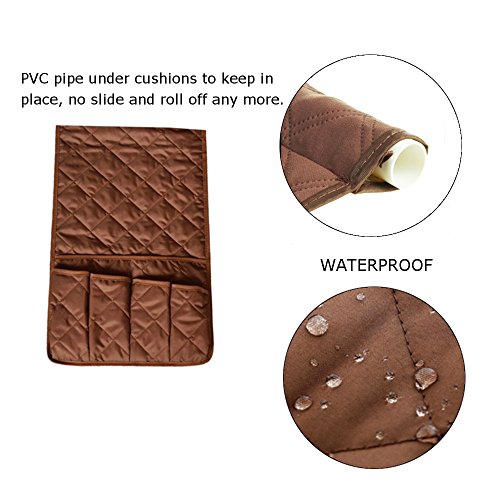 PVC pipe under cushions to keep in
place, no slide and roll off any more.
WATERPROOF